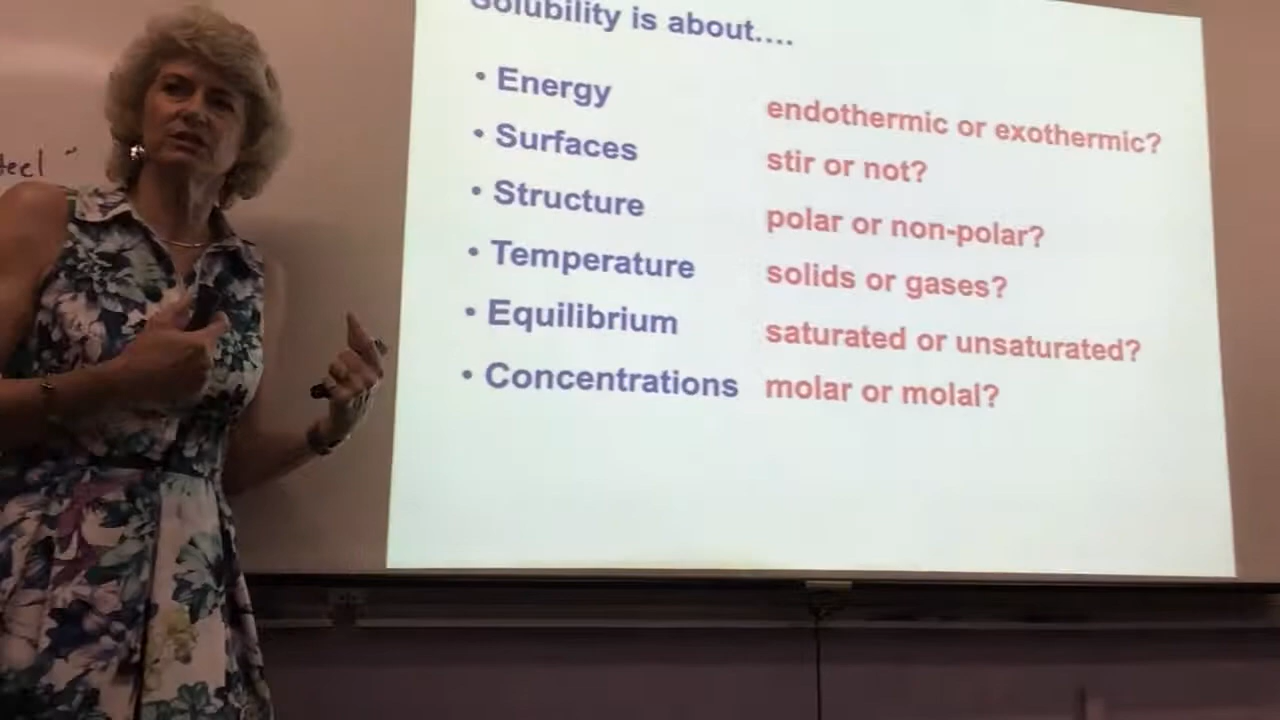 Solubility is about....
• Energy endothermic or exothermic?
• Surfaces stir or not?
• Structure polar or non-polar?
• Temperature solids or gases?
• Equilibrium saturated or unsaturated?
• Concentrations molar or molal?